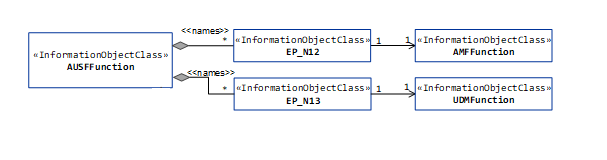 <<names>>
«InformationObjectClass»
AUSFFunction
*
«InformationObjectClass»
EP_N12
1
1
«InformationObjectClass»
AMFFunction
<<names>>
*
«InformationObjectClass»
EP_N13
1
1
«InformationObjectClass»
UDMFunction